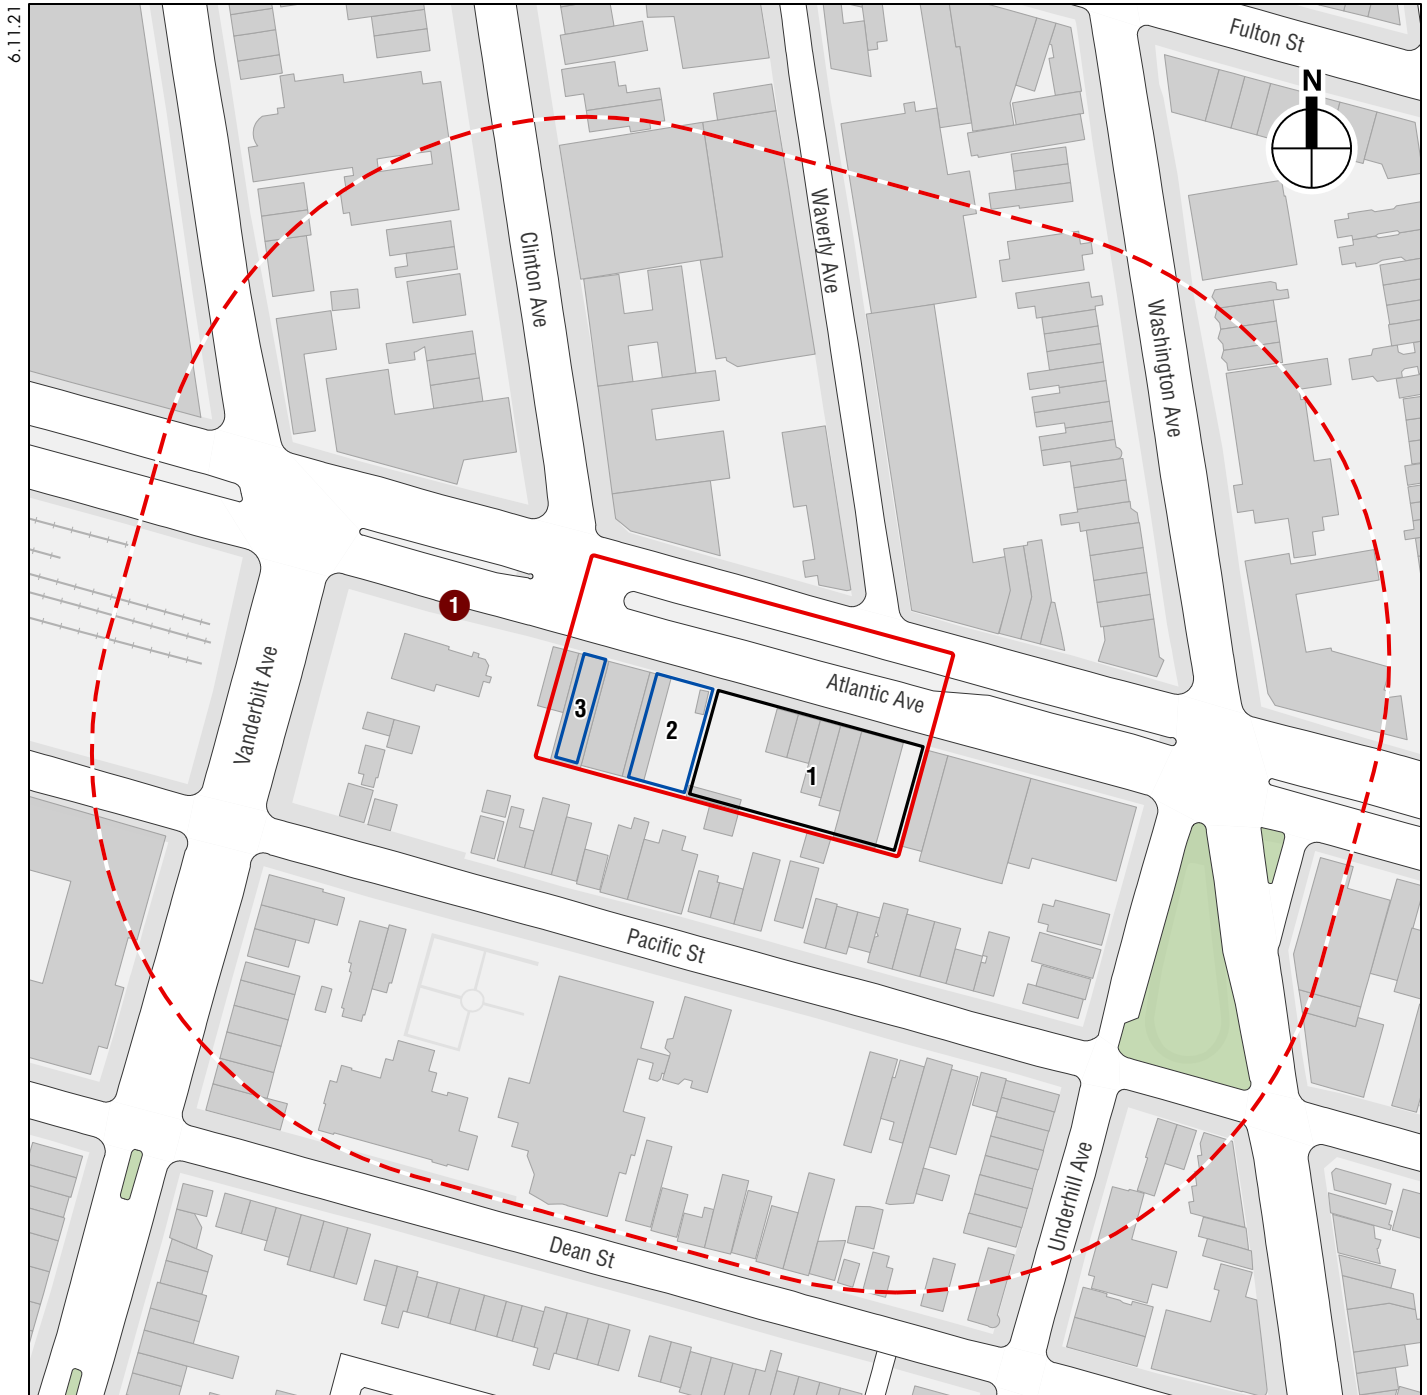 6.11.21
Fulton St
N
Clinton Ave
Waverly Ave
Washington Ave
1
Vanderbilt Ave
Atlantic Ave
3
2
1
Pacific St
Underhill Ave
Dean St